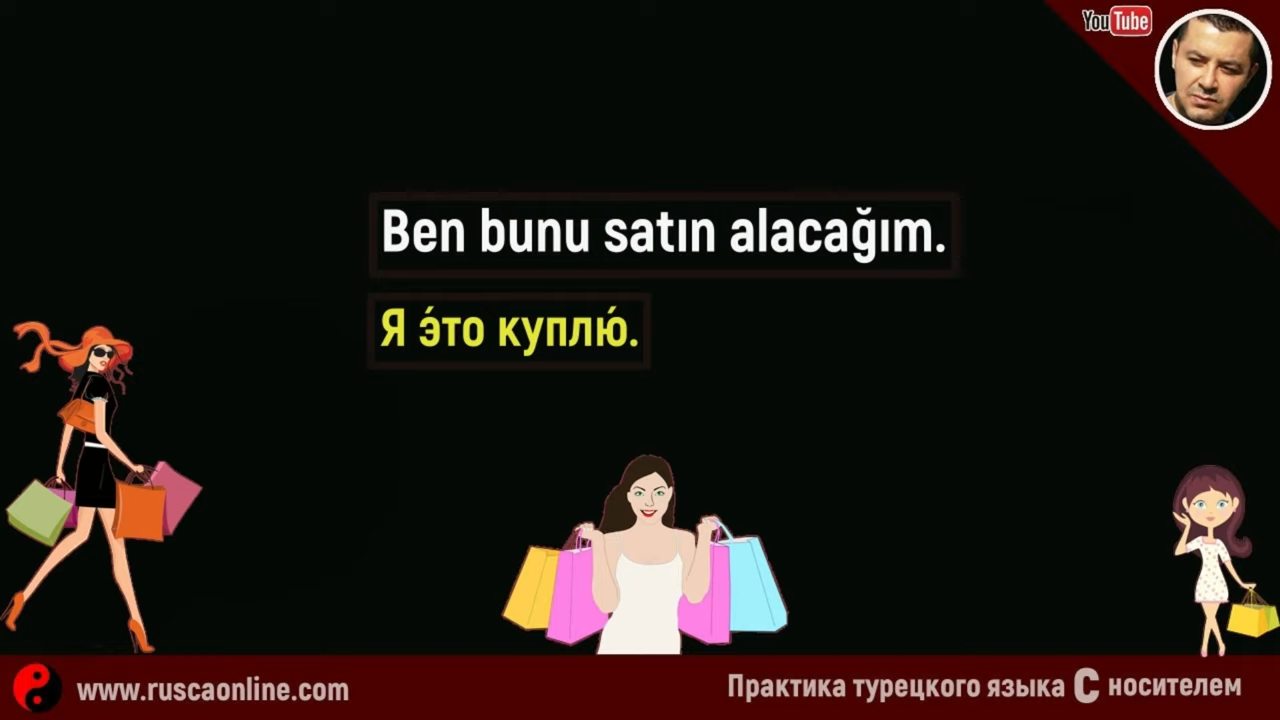 YouTube
Ben bunu satın alacağım.
Я э́то куплю́.
www.ruscaonline.com
Практика турецкого языка С носителем